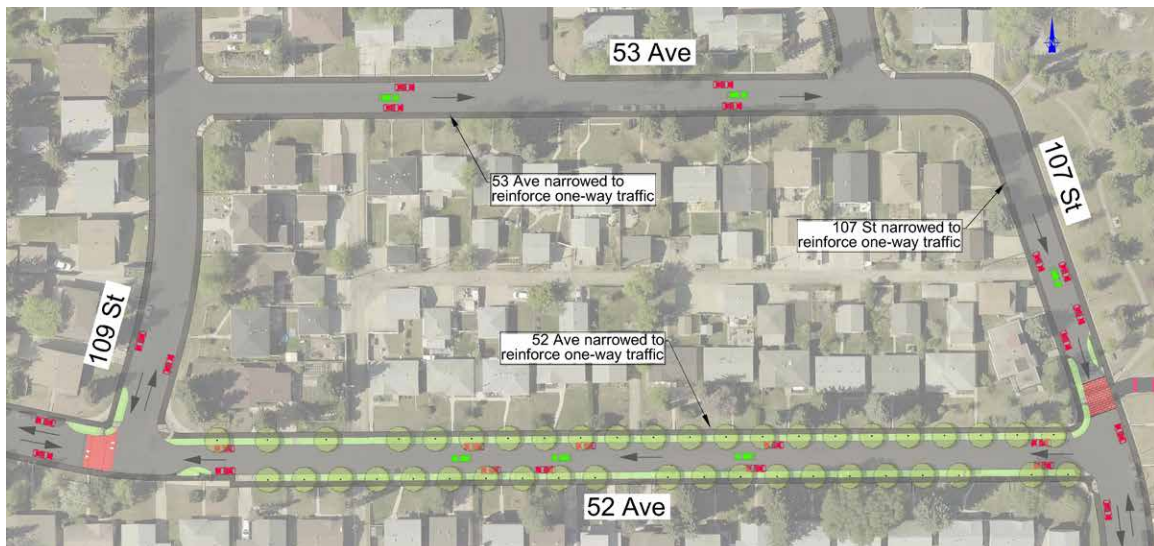 53 Ave
53 Ave narrowed to
reinforce one-way traffic
107 St
107 St narrowed to
reinforce one-way traffic
109 St
52 Ave narrowed to
reinforce one-way traffic
52 Ave